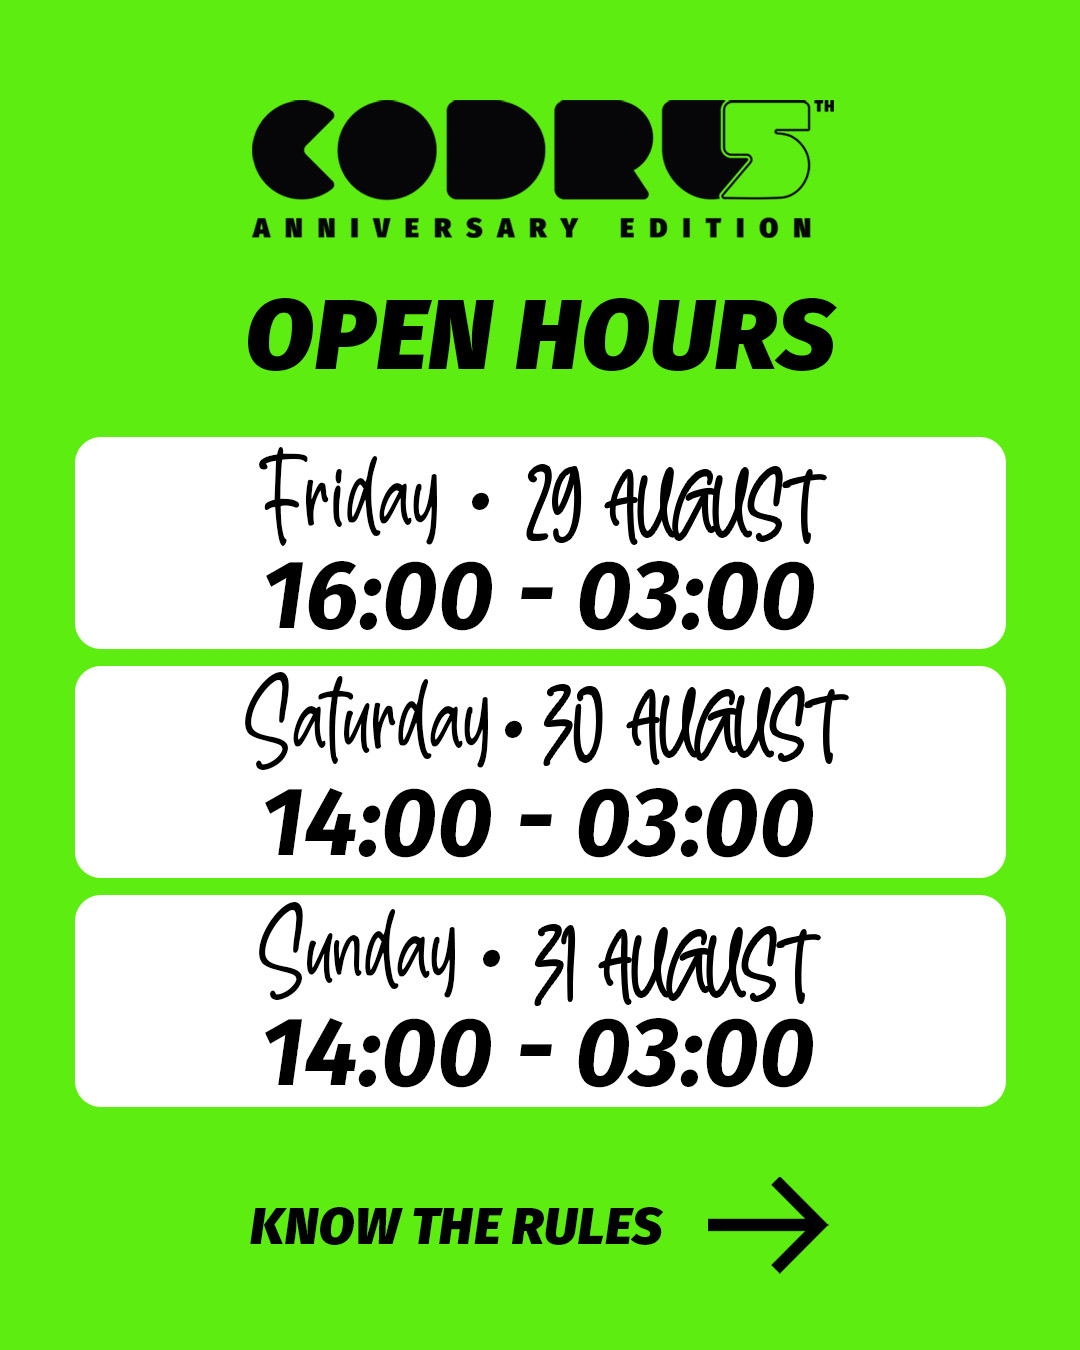 CODRU 5TH
ANNIVERSARY EDITION
OPEN HOURS
Friday • 29 AUGUST
16:00 - 03:00
Saturday • 30 AUGUST
14:00 - 03:00
Sunday • 31 AUGUST
14:00 - 03:00
KNOW THE RULES